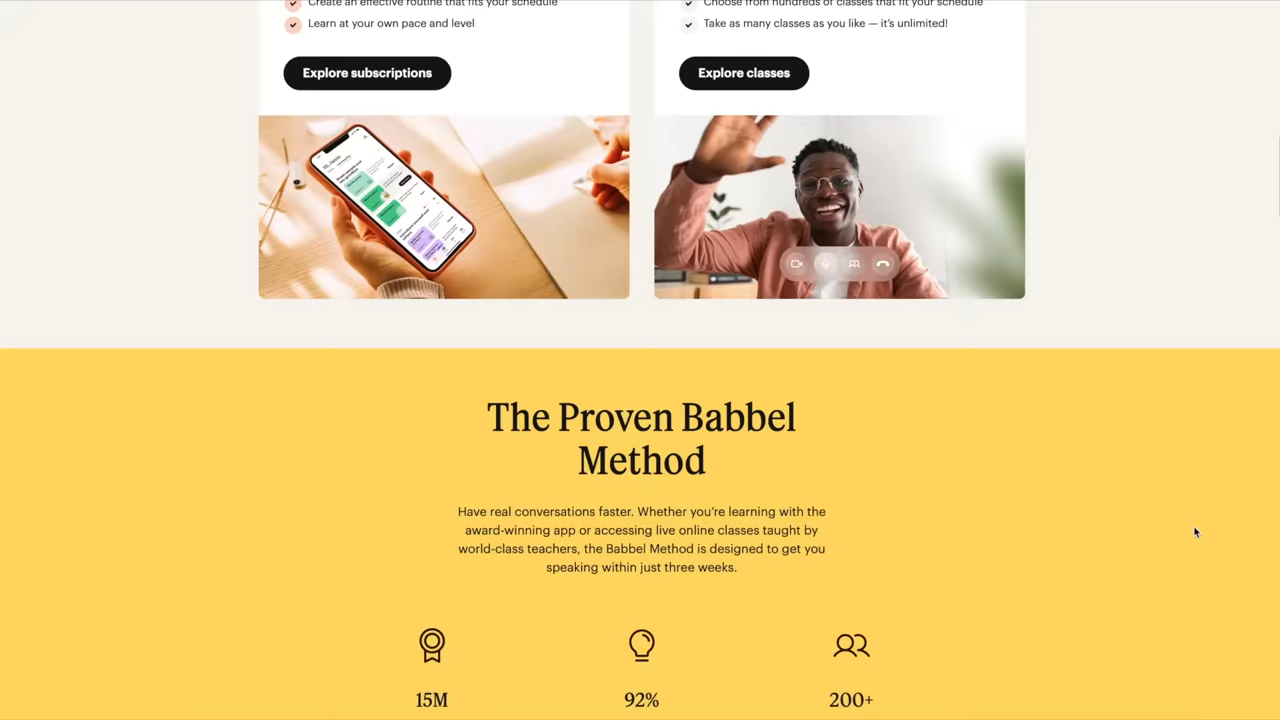 Create an effective routine that fits your schedule
Learn at your own pace and level
Explore subscriptions
Choose from hundreds of classes that fit your schedule
Take as many classes as you like — it's unlimited!
Explore classes
The Proven Babbel
Method
Have real conversations faster. Whether you're learning with the
award-winning app or accessing live online classes taught by
world-class teachers, the Babbel Method is designed to get you
speaking within just three weeks.
15M
92%
200+